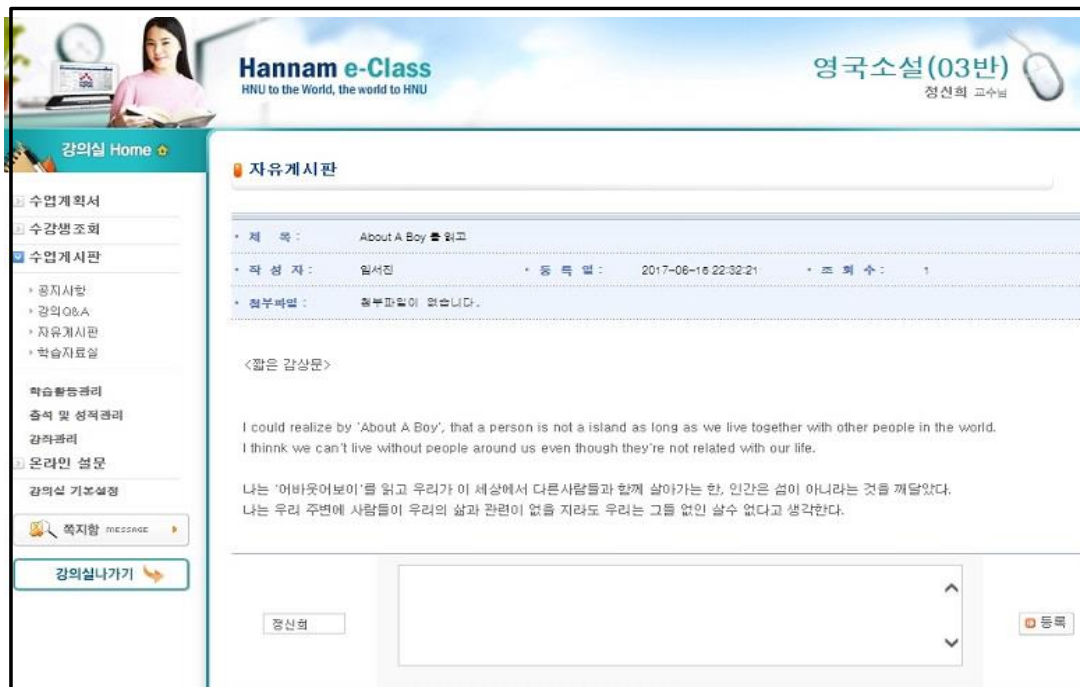 Hannam e-Class
HNU to the World, the world to HNU
영국소설(03반)
정신희 교수님
강의실 Home
수업계획서
수강생조회
수업게시판
공지사항
강의Q&A
자유게시판
학습자료실
학습활동관리
출석 및 성적관리
강좌관리
온라인 설문
강의실 기본설정
쪽지함 MESSAGE
강의실나가기
자유게시판
제 목 : About A Boy 를 읽고
작 성 자 : 임서진 등 록 일 : 2017-06-16 22:32:21 조 회 수 : 1
첨부파일 : 첨부파일이 없습니다.
<짧은 감상문>
I could realize by 'About A Boy', that a person is not a island as long as we live together with other people in the world.
I thinnk we can't live without people around us even though they're not related with our life.
나는 '어바웃어보이'를 읽고 우리가 이 세상에서 다른사람들과 함께 살아가는 한, 인간은 섬이 아니라는 것을 깨달았다.
나는 우리 주변에 사람들이 우리의 삶과 관련이 없을 지라도 우리는 그들 없인 살수 없다고 생각한다.
정신희
등록